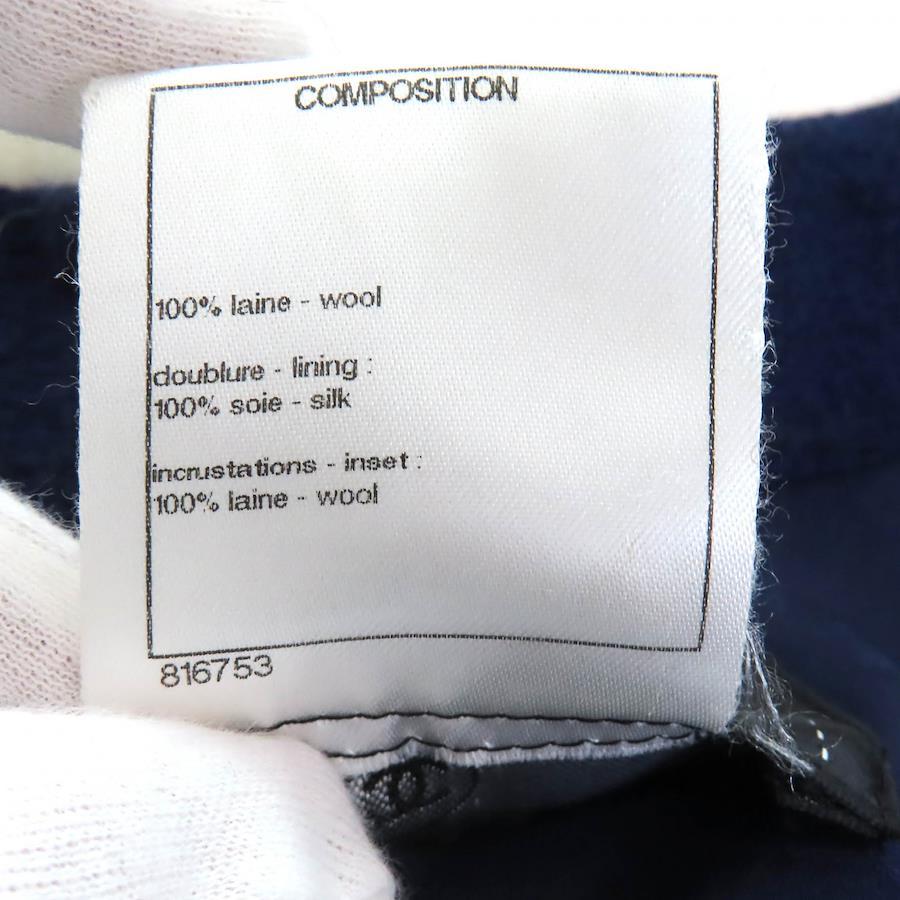 COMPOSITION
100% laine - wool
doublure - lining :
100% soie - silk
incrustations - inset :
100% laine - wool
816753